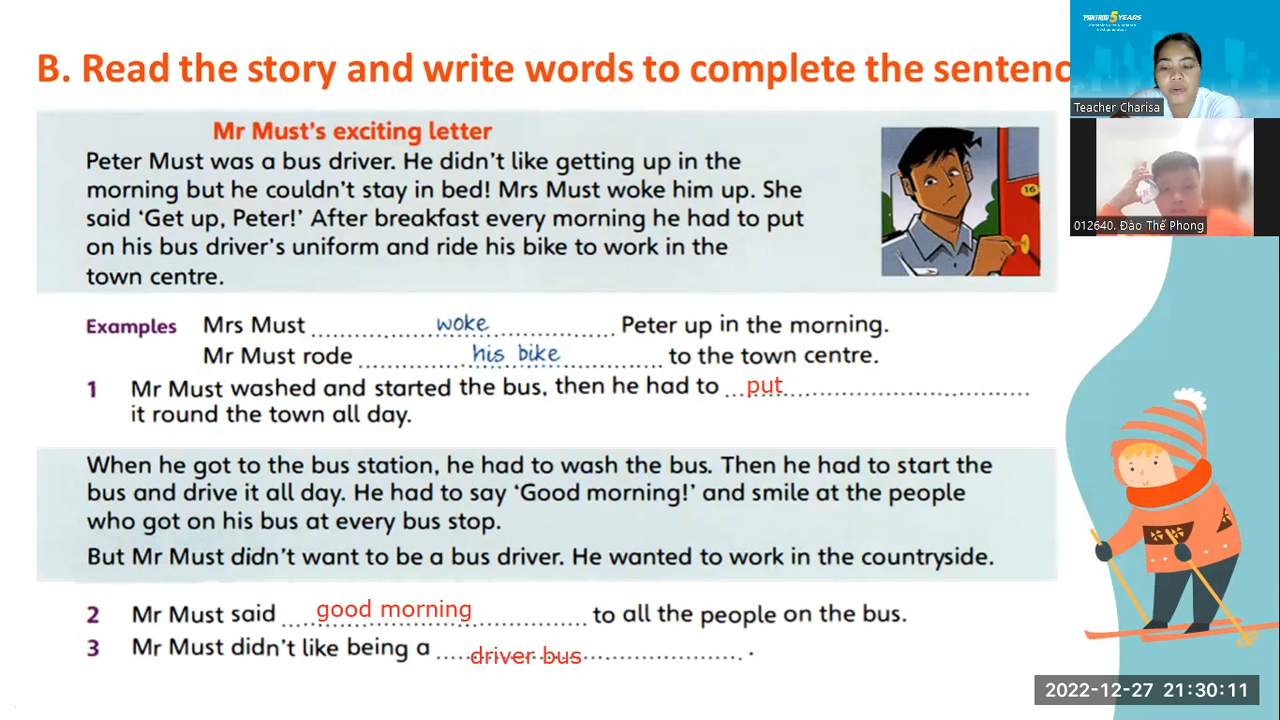 5 YEARS
B. Read the story and write words to complete the sentenc
Teacher Charisa
012640. Đào Thế Phong
Mr Must's exciting letter
Peter Must was a bus driver. He didn't like getting up in the
morning but he couldn't stay in bed! Mrs Must woke him up. She
said 'Get up, Peter!' After breakfast every morning he had to put
on his bus driver's uniform and ride his bike to work in the
town centre.
16
Examples Mrs Must woke Peter up in the morning.
Mr Must rode his bike to the town centre.
1 Mr Must washed and started the bus, then he had to put
it round the town all day.
When he got to the bus station, he had to wash the bus. Then he had to start the
bus and drive it all day. He had to say 'Good morning!' and smile at the people
who got on his bus at every bus stop.
But Mr Must didn't want to be a bus driver. He wanted to work in the countryside.
2 Mr Must said good morning to all the people on the bus.
3 Mr Must didn't like being a driver bus .
2022-12-27 21:30:11